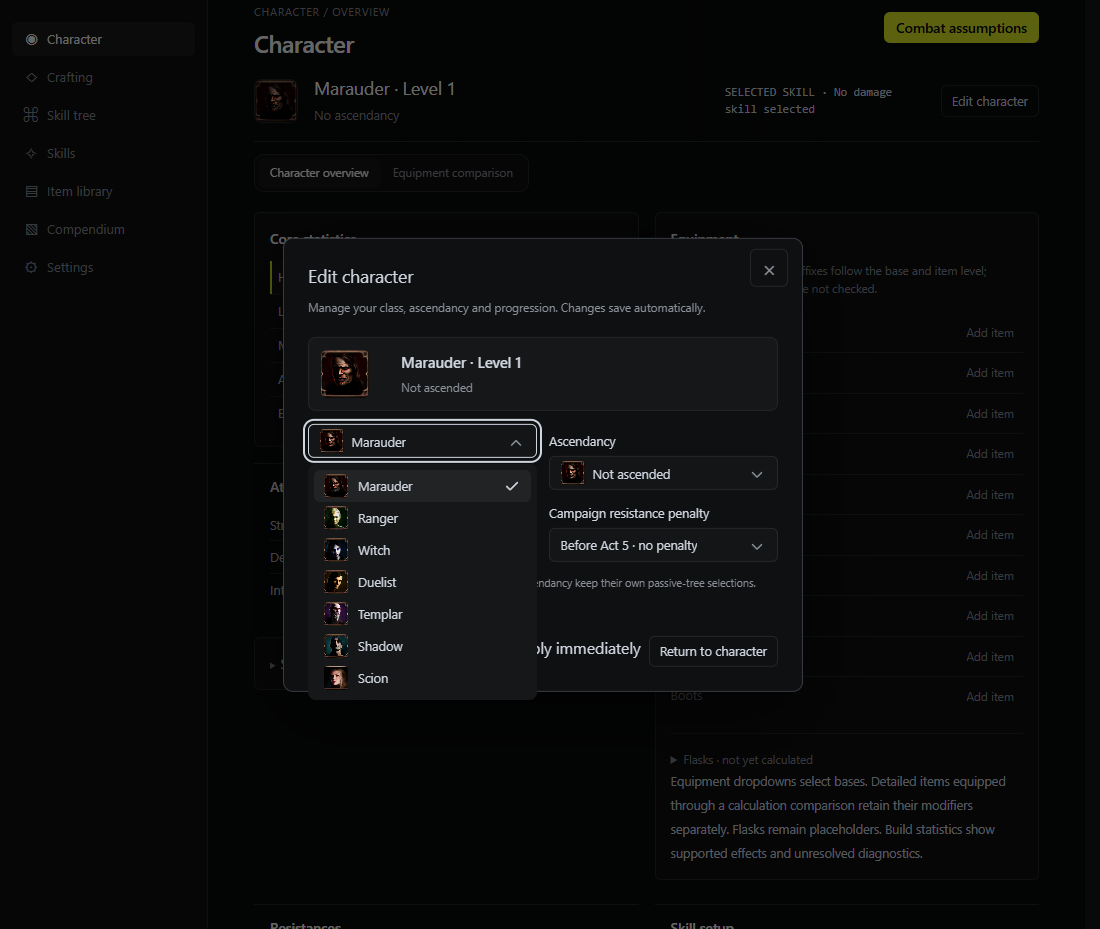 CHARACTER / OVERVIEW
Character
Combat assumptions
Character
Crafting
Skill tree
Skills
Item library
Compendium
Settings
Marauder · Level 1
No ascendancy
SELECTED SKILL · No damage
skill selected
Edit character
Character overview
Equipment comparison
Core statistics
Equipment
ffixes follow the base and item level;
e not checked.
Add item
Add item
Add item
Add item
Add item
Add item
Add item
Add item
Add item
Boots
Add item
Edit character
Manage your class, ascendancy and progression. Changes save automatically.
Marauder · Level 1
Not ascended
Marauder
Ascendancy
Not ascended
Campaign resistance penalty
Before Act 5 · no penalty
endancy keep their own passive-tree selections.
ply immediately
Return to character
Marauder
Ranger
Witch
Duelist
Templar
Shadow
Scion
Flasks · not yet calculated
Equipment dropdowns select bases. Detailed items equipped
through a calculation comparison retain their modifiers
separately. Flasks remain placeholders. Build statistics show
supported effects and unresolved diagnostics.
Resistances
Skill setup